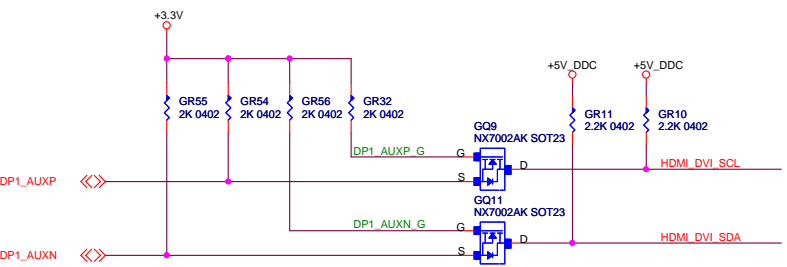 +3.3V
+5V_DDC +5V_DDC
GR55 GR54 GR56 GR32
2K 0402 2K 0402 2K 0402 2K 0402
GR11 GR10
2.2K 0402 2.2K 0402
GQ9
NX7002AK SOT23
DP1_AUXP_G G
D HDMI_DVI_SCL
DP1_AUXP S
GQ11
NX7002AK SOT23
DP1_AUXN_G G
D HDMI_DVI_SDA
DP1_AUXN S